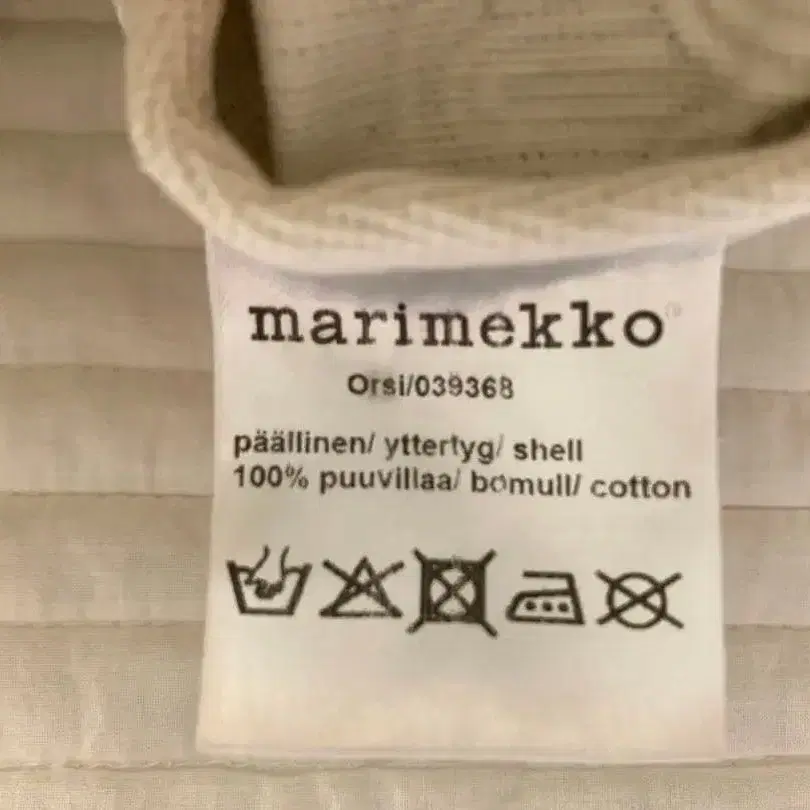 marimekko
Orsi/039368
päällinen/ yttertyg/ shell
100% puuvillaa/ bomull/ cotton